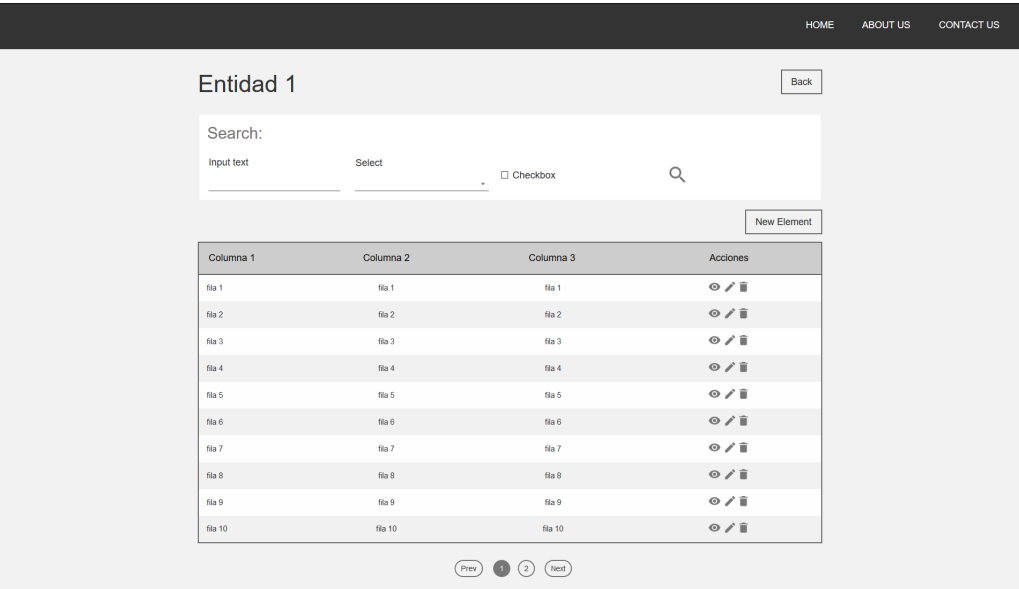 HOME ABOUT US CONTACT US
Entidad 1 Back
Search:
Input text Select
Checkbox
New Element
Columna 1 Columna 2 Columna 3 Acciones
fila 1 fila 1 fila 1
fila 2 fila 2 fila 2
fila 3 fila 3 fila 3
fila 4 fila 4 fila 4
fila 5 fila 5 fila 5
fila 6 fila 6 fila 6
fila 7 fila 7 fila 7
fila 8 fila 8 fila 8
fila 9 fila 9 fila 9
fila 10 fila 10 fila 10
Prev 1 2 Next